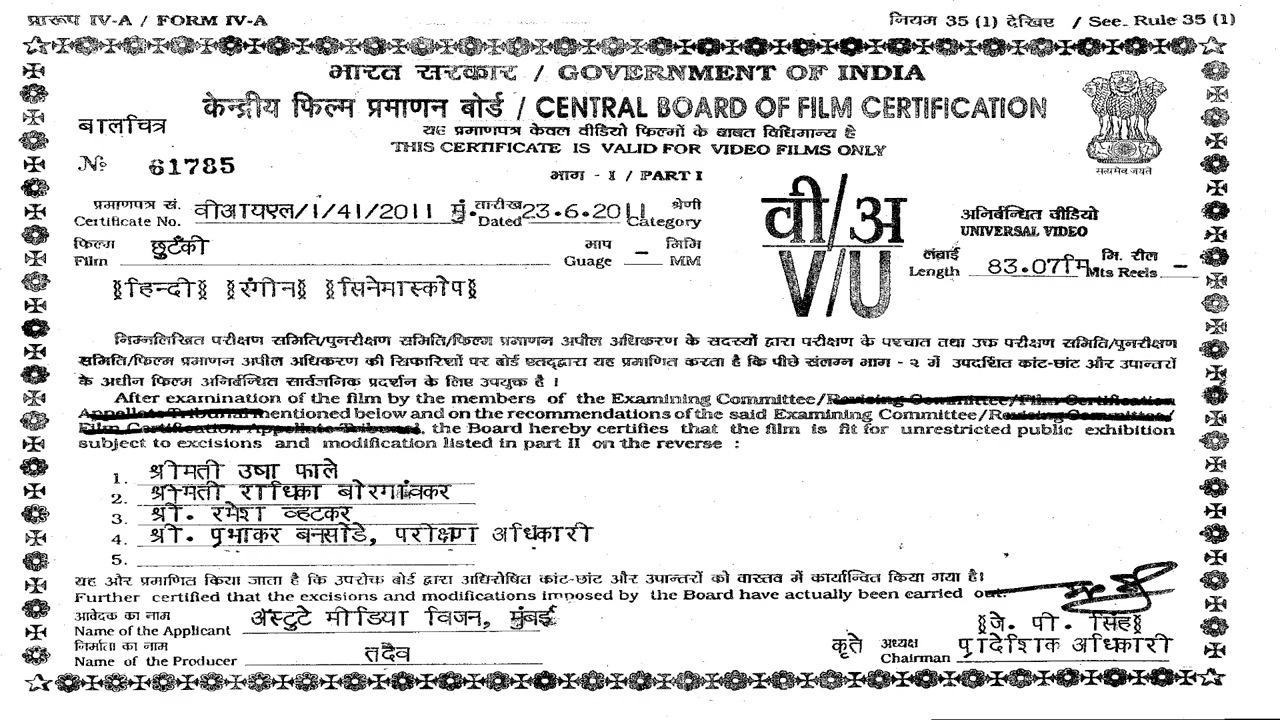 प्रारूप IV-A / FORM IV-A नियम 35 (1) देखिए / See. Rule 35 (1)
भारत सरकार / GOVERNMENT OF INDIA
केन्द्रीय फिल्म प्रमाणन बोर्ड / CENTRAL BOARD OF FILM CERTIFICATION
बालचित्र
यह प्रमाणपत्र केवल वीडियो फिल्मों के बाबत विधिमान्य है
THIS CERTIFICATE IS VALID FOR VIDEO FILMS ONLY
सत्यमेव जयते
№ 61785
भाग - I / PART I
प्रमाणपत्र सं. वीआयएल/1/41/2011 मुं. तारीख 23.6.2011 श्रेणी
Certificate No. Dated Category
वी/अ
V/U
अनिर्बन्धित वीडियो
UNIVERSAL VIDEO
फिल्म छुटँकी माप - मिमि
Film Guage MM
लंबाई 83.07मि मि. रील
Length Mts Reels -
हिन्दी रंगीन सिनेमास्कोप
निम्नलिखित परीक्षण समिति/पुनरीक्षण समिति/फिल्म प्रमाणन अपील अधिकरण के सदस्यों द्वारा परीक्षण के पश्चात तथा उक्त परीक्षण समिति/पुनरीक्षण
समिति/फिल्म प्रमाणन अपील अधिकरण की सिफारिशों पर बोर्ड एतद्द्वारा यह प्रमाणित करता है कि पीछे संलग्न भाग - २ में उपदर्शित कांट-छांट और उपान्तरों
के अधीन फिल्म अनिर्बन्धित सार्वजनिक प्रदर्शन के लिए उपयुक्त है ।
After examination of the film by the members of the Examining Committee/Revising Committee/Film Certification
Appellate Tribunal mentioned below and on the recommendations of the said Examining Committee/Revising Committee/
Film Certification Appellate Tribunal, the Board hereby certifies that the film is fit for unrestricted public exhibition
subject to excisions and modification listed in part II on the reverse :
1. श्रीमती उषा फाले
2. श्रीमती राधिका बोरगांवकर
3. श्री. रमेश व्हटकर
4. श्री. प्रभाकर बनसोडे, परीक्षण अधिकारी
5.
यह और प्रमाणित किया जाता है कि उपरोक्त बोर्ड द्वारा अधिरोपित कांट-छांट और उपान्तरों को वास्तव में कार्यान्वित किया गया है।
Further certified that the excisions and modifications imposed by the Board have actually been carried out.
आवेदक का नाम अॅस्टुटे मीडिया विजन, मुंबई
Name of the Applicant
जे. पी. सिंह
निर्माता का नाम तदैव
Name of the Producer
कृते अध्यक्ष प्रादेशिक अधिकारी
Chairman